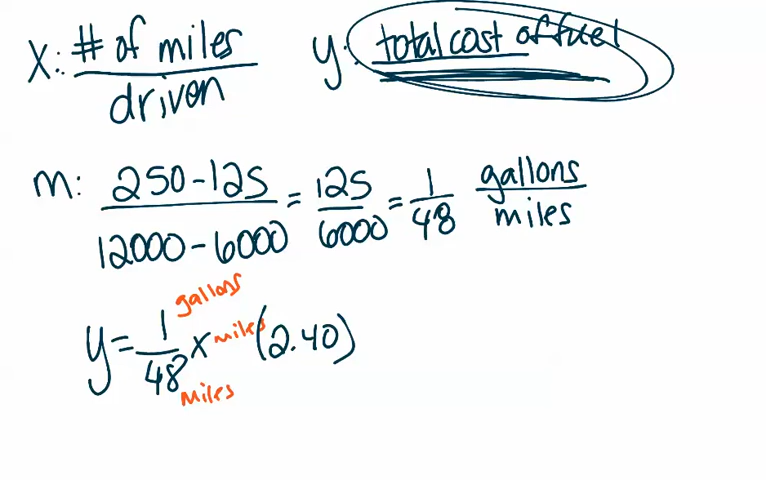 x: # of miles driven
y: total cost of fuel
m: 250-125/12000-6000 = 125/6000 = 1/48 gallons/miles
y = 1/48 gallons/miles x miles (2.40)